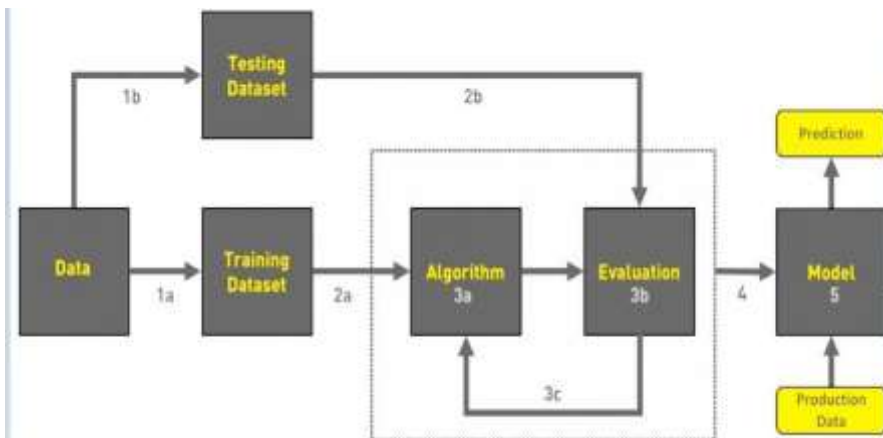 Testing
Dataset
1b
2b
Prediction
Data
Training
Dataset
Algorithm
3a
Evaluation
3b
Model
5
1a
2a
4
3c
Production
Data